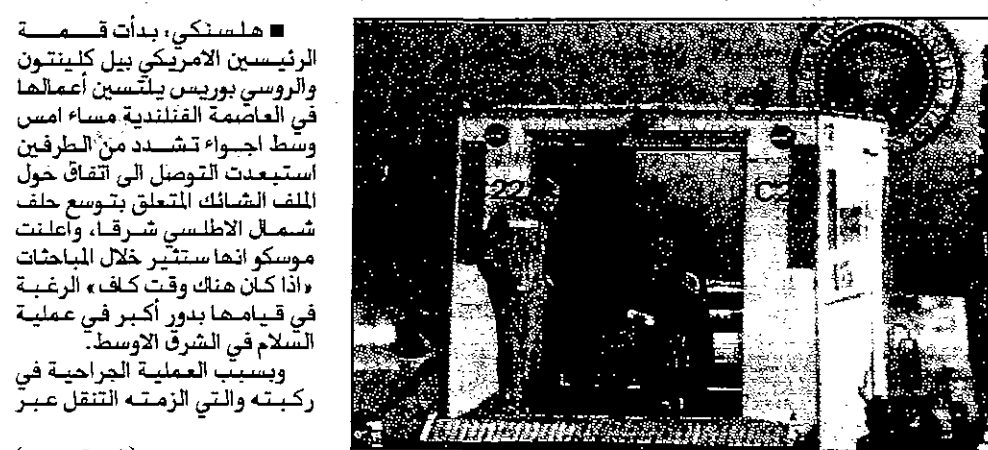 ■ هلسنكي، بدأت قمة
الرئيسين الامريكي بيل كلينتون
والروسي بوريس يلتسين أعمالها
في العاصمة الفنلندية مساء امس
وسط اجواء تشدد من الطرفين
استبعدت التوصل الى اتفاق حول
الملف الشائك المتعلق بتوسع حلف
شمال الاطلسي شرقا، واعلنت
موسكو انها ستثير خلال المباحثات
«اذا كان هناك وقت كاف» الرغبة
في قيامها بدور أكبر في عملية
السلام في الشرق الاوسط.
وبسبب العملية الجراحية في
ركبته والتي الزمته التنقل عبر
22